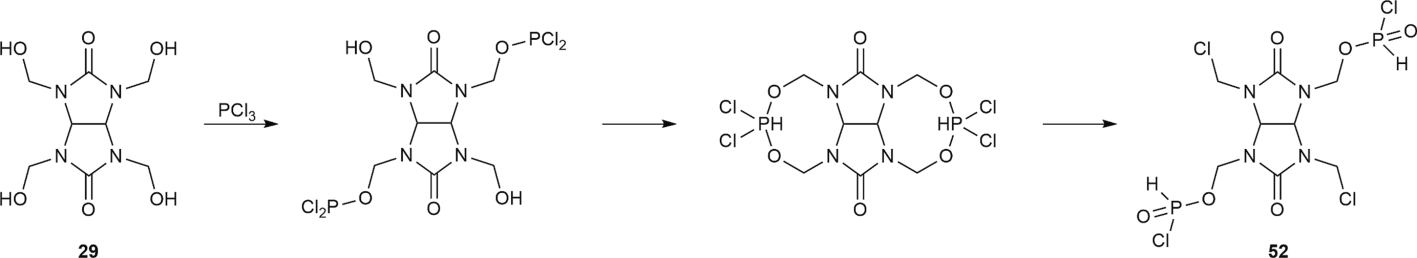 HO O OH
N N
N N
HO O OH
29
PCl3
HO O O PCl2
N N
N N
Cl2P O O OH
O
O N N O
Cl PH Cl HP Cl Cl
O N N O
O
Cl
Cl O O P O
H
N N
N N
H
O P O O Cl
Cl
52